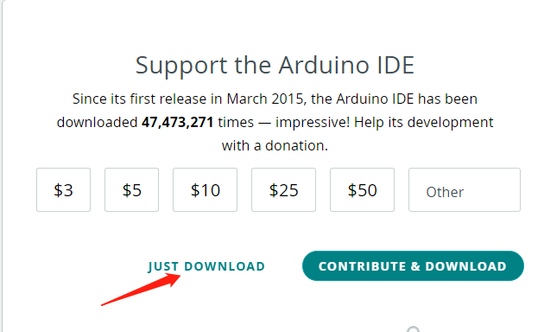 Support the Arduino IDE
Since its first release in March 2015, the Arduino IDE has been
downloaded 47,473,271 times — impressive! Help its development
with a donation.
$3 $5 $10 $25 $50 Other
JUST DOWNLOAD CONTRIBUTE & DOWNLOAD